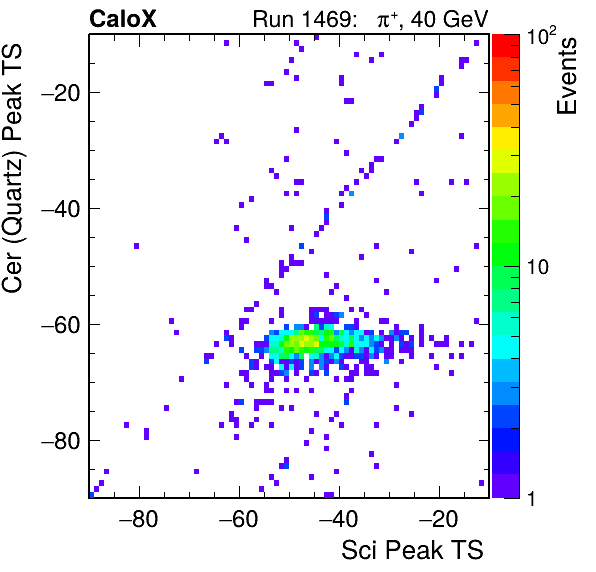 CaloX Run 1469: π⁺, 40 GeV
Cer (Quartz) Peak TS
−20
−40
−60
−80
−80 −60 −40 −20
Sci Peak TS
10²
10
1
Events